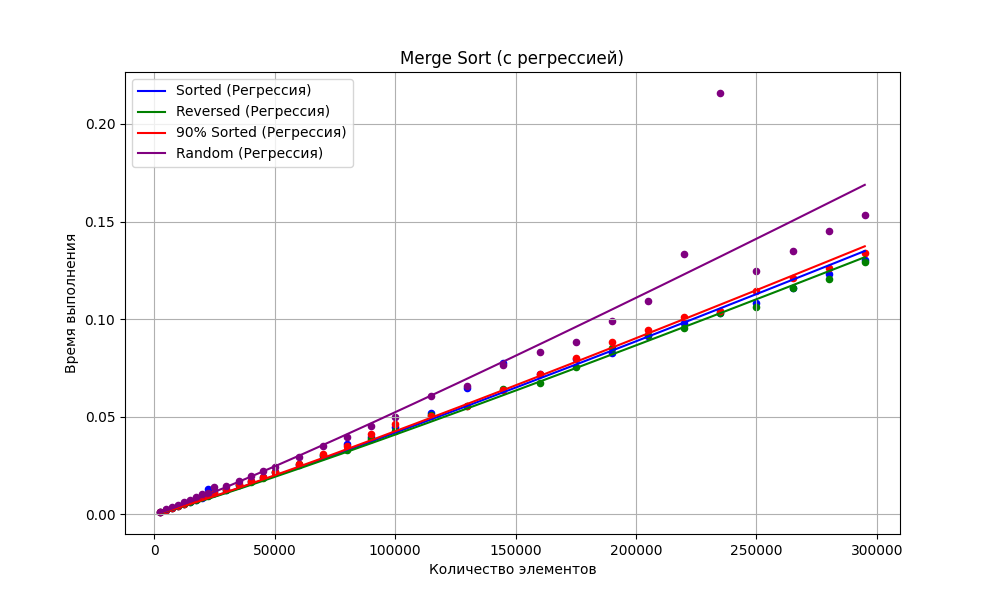 Merge Sort (с регрессией)
Sorted (Регрессия)
Reversed (Регрессия)
90% Sorted (Регрессия)
Random (Регрессия)
Время выполнения
0.20
0.15
0.10
0.05
0.00
0 50000 100000 150000 200000 250000 300000
Количество элементов